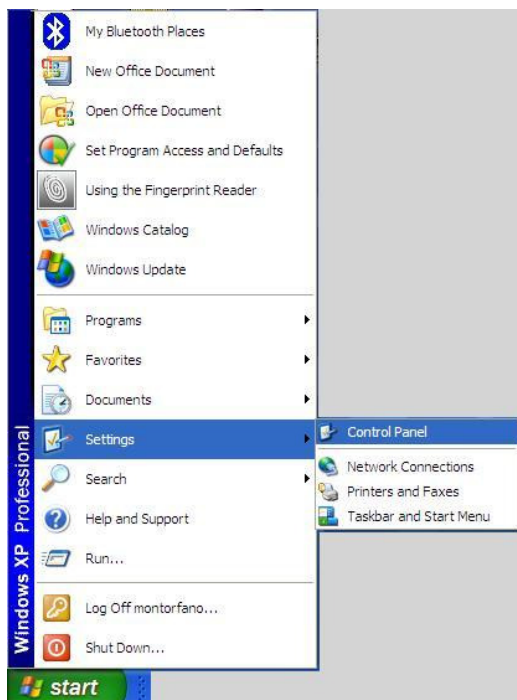 My Bluetooth Places
New Office Document
Open Office Document
Set Program Access and Defaults
Using the Fingerprint Reader
Windows Catalog
Windows Update
Programs
Favorites
Documents
Settings
Control Panel
Network Connections
Printers and Faxes
Taskbar and Start Menu
Search
Help and Support
Run...
Log Off montorfano...
Shut Down...
Windows XP Professional
start